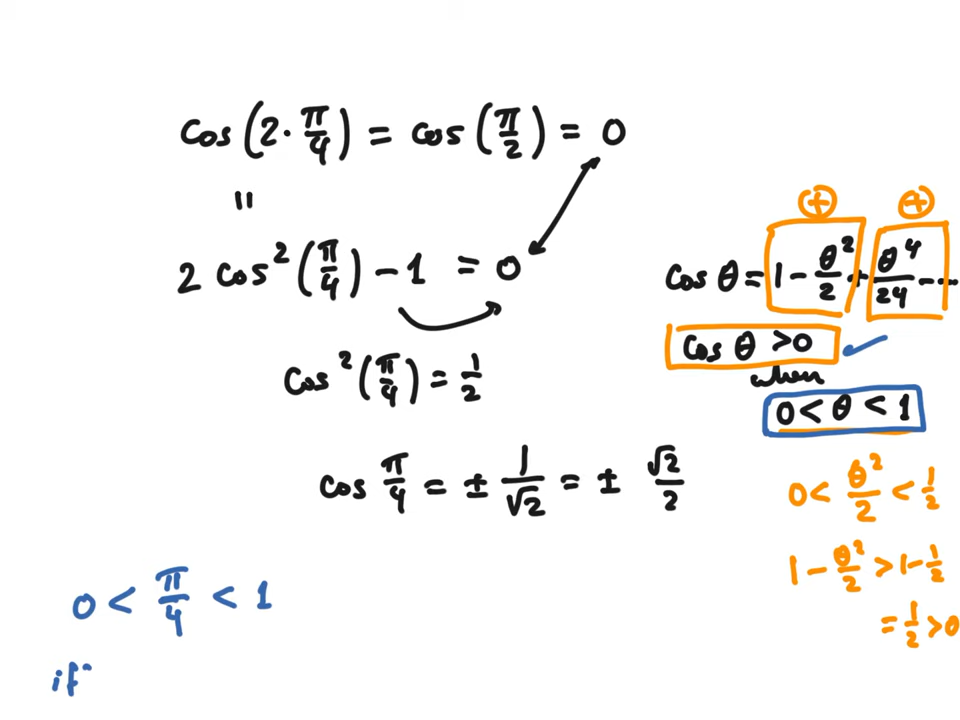 cos(2·π/4) = cos(π/2) = 0
"
2 cos²(π/4) − 1 = 0
cos²(π/4) = 1/2
cos π/4 = ± 1/√2 = ± √2/2
0 < π/4 < 1
if
⊕ ⊕
cos θ = 1 − θ²/2 + θ⁴/24 − ...
cos θ > 0 ✓
when
0 < θ < 1
0 < θ²/2 < 1/2
1 − θ²/2 > 1 − 1/2
= 1/2 > 0